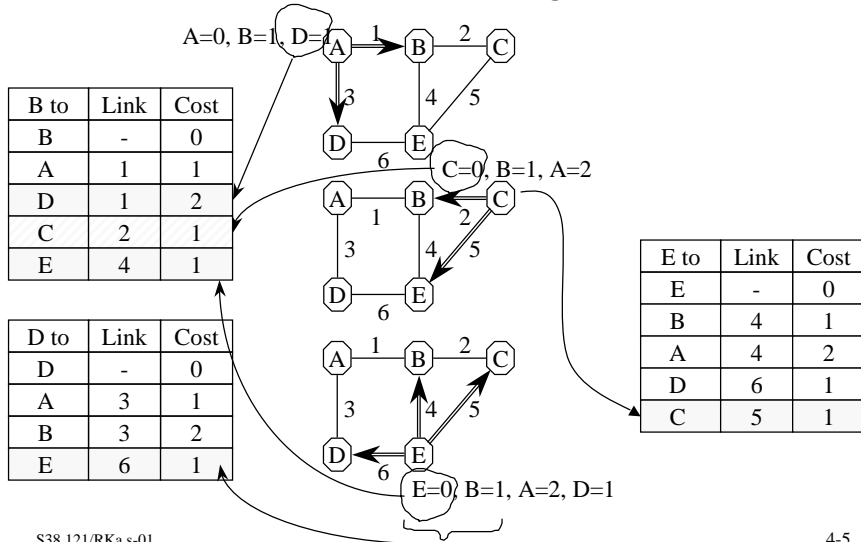 A=0, B=1, D=1
A 1 B 2 C
3 4 5
D 6 E
B to Link Cost
B - 0
A 1 1
D 1 2
C 2 1
E 4 1
C=0, B=1, A=2
A 1 B 2 C
3 4 5
D 6 E
E to Link Cost
E - 0
B 4 1
A 4 2
D 6 1
C 5 1
D to Link Cost
D - 0
A 3 1
B 3 2
E 6 1
A 1 B 2 C
3 4 5
D 6 E
E=0, B=1, A=2, D=1
S38.121/RKa s-01
4-5